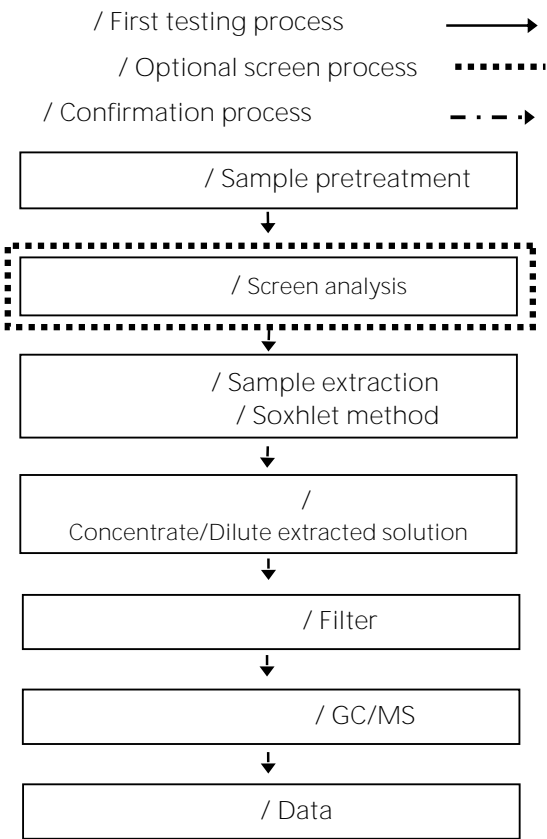 / First testing process
/ Optional screen process
/ Confirmation process
/ Sample pretreatment
/ Screen analysis
/ Sample extraction
/ Soxhlet method
/
Concentrate/Dilute extracted solution
/ Filter
/ GC/MS
/ Data